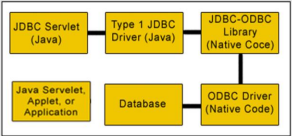 JDBC Servlet
(Java)
Type 1 JDBC
Driver (Java)
JDBC-ODBC
Library
(Native Coce)
Java Servelet,
Applet, or
Application
Database
ODBC Driver
(Native Code)